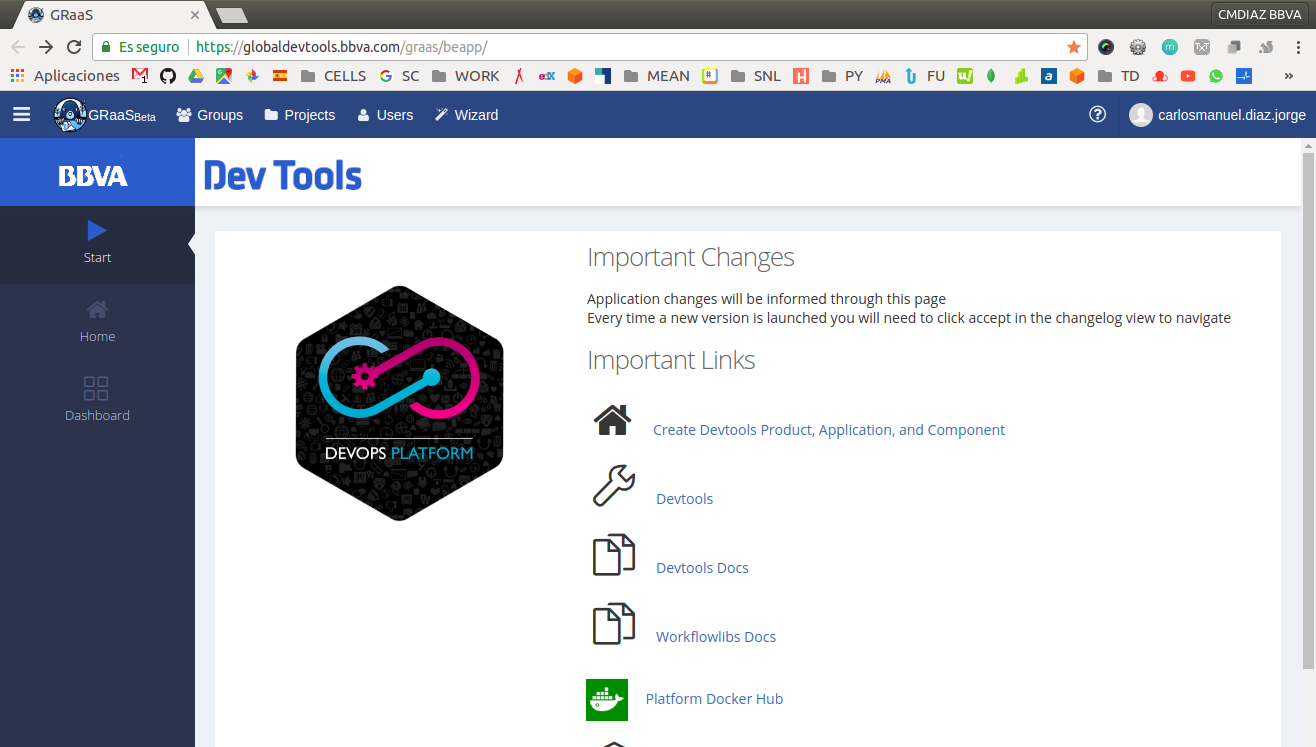 GRaaS
CMDIAZ BBVA
Es seguro
https://globaldevtools.bbva.com/graas/beapp/
Aplicaciones
1
CELLS
G SC
WORK
edX
MEAN
#
SNL
H
PY
PMA
FU
a
TD
»
GRaaSBeta
Groups
Projects
Users
Wizard
carlosmanuel.diaz.jorge
BBVA
Dev Tools
Start
Home
Dashboard
DEVOPS PLATFORM
Important Changes
Application changes will be informed through this page
Every time a new version is launched you will need to click accept in the changelog view to navigate
Important Links
Create Devtools Product, Application, and Component
Devtools
Devtools Docs
Workflowlibs Docs
Platform Docker Hub